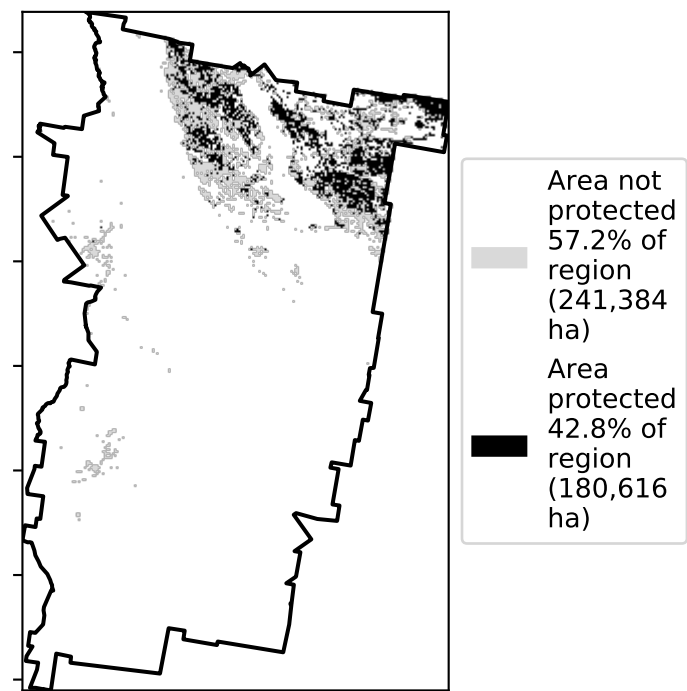 Area not
protected
57.2% of
region
(241,384
ha)
Area
protected
42.8% of
region
(180,616
ha)